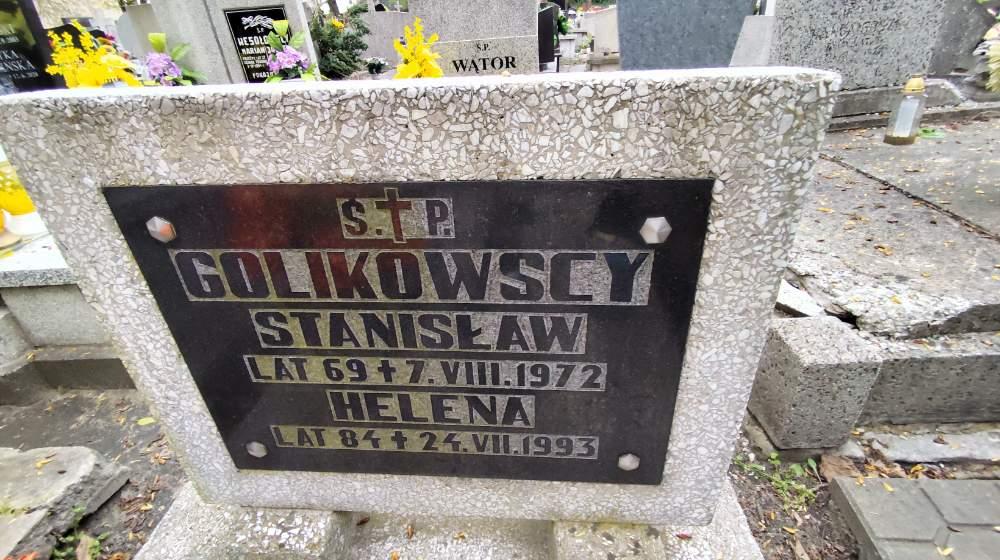 Ś.†P.
GOLIKOWSCY
STANISŁAW
LAT 69 † 7.VIII.1972
HELENA
LAT 84 † 24.VII.1993
Ś.P.
WATOR